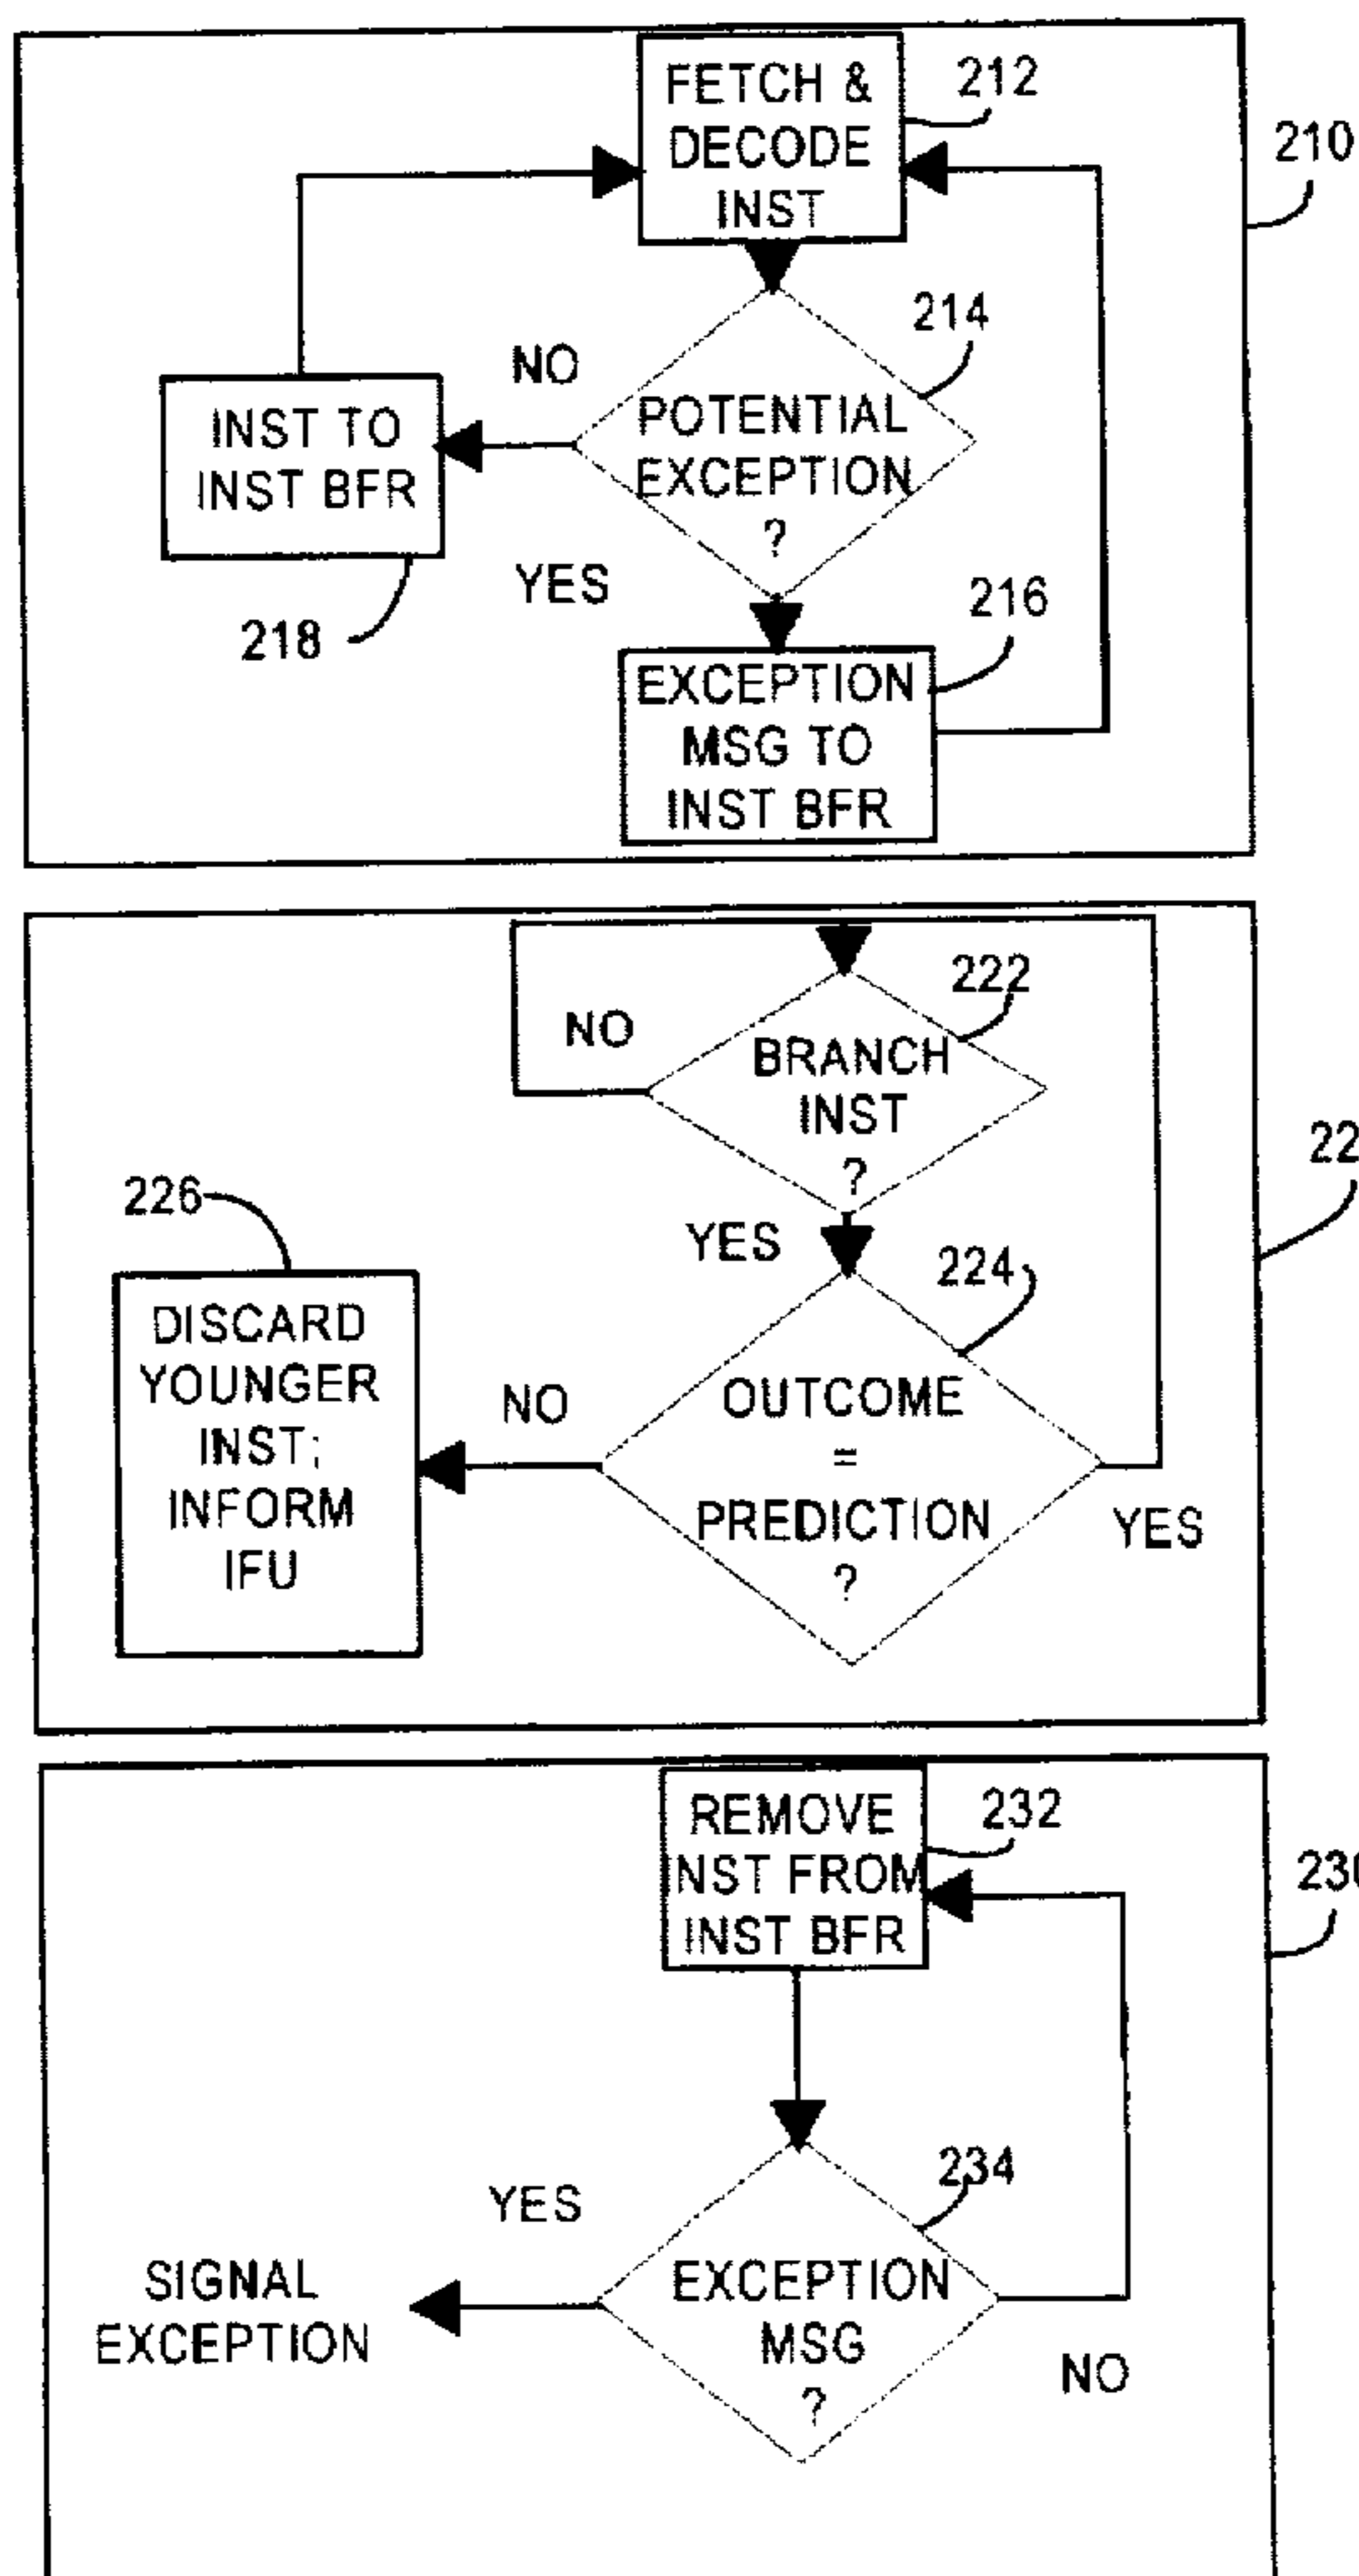 FETCH &
DECODE
INST
212
210
214
NO
POTENTIAL
EXCEPTION
?
INST TO
INST BFR
YES
218
216
EXCEPTION
MSG TO
INST BFR
222
NO
BRANCH
INST
?
22
226
YES
224
DISCARD
YOUNGER
INST;
INFORM
IFU
NO
OUTCOME
=
PREDICTION
?
YES
REMOVE
INST FROM
INST BFR
232
230
234
YES
SIGNAL
EXCEPTION
EXCEPTION
MSG
?
NO